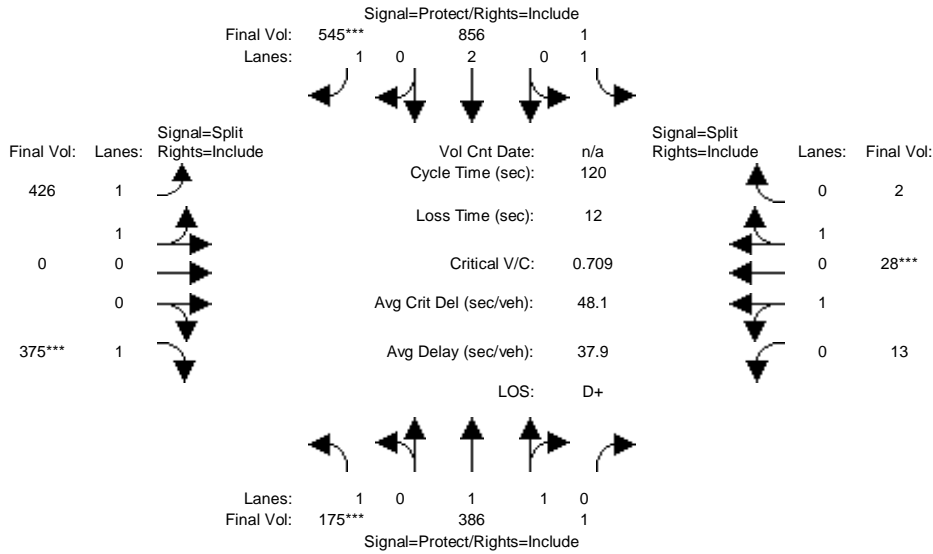 Signal=Protect/Rights=Include
Final Vol: 545*** 856 1
Lanes: 1 0 2 0 1
Signal=Split
Final Vol: Lanes: Rights=Include
Vol Cnt Date: n/a
Signal=Split
Rights=Include Lanes: Final Vol:
Cycle Time (sec): 120
426 1
0 2
Loss Time (sec): 12
1
1
0 0
Critical V/C: 0.709
0 28***
0
Avg Crit Del (sec/veh): 48.1
1
375*** 1
Avg Delay (sec/veh): 37.9
0 13
LOS: D+
Lanes: 1 0 1 1 0
Final Vol: 175*** 386 1
Signal=Protect/Rights=Include